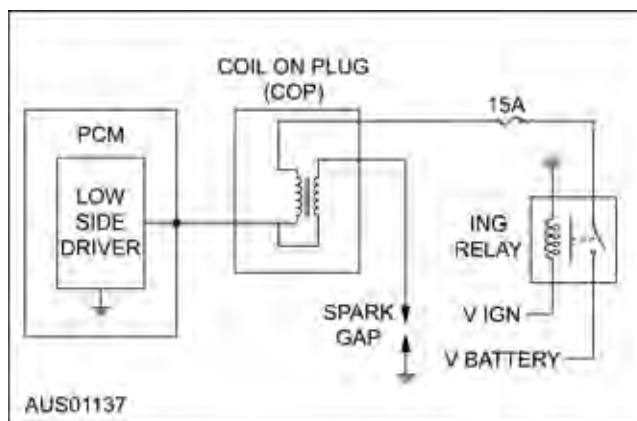 COIL ON PLUG
(COP)
15A
PCM
LOW
SIDE
DRIVER
ING
RELAY
SPARK
GAP
V IGN
V BATTERY
AUS01137